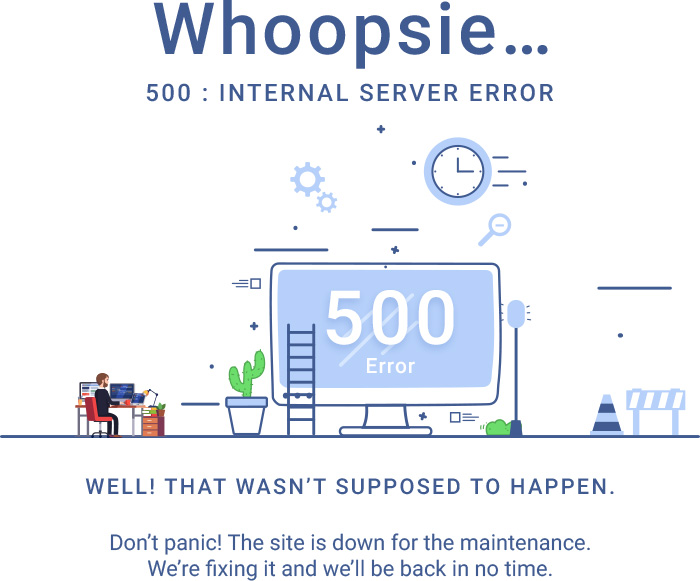 Whoopsie...
500 : INTERNAL SERVER ERROR
500
Error
WELL! THAT WASN’T SUPPOSED TO HAPPEN.
Don’t panic! The site is down for the maintenance.
We’re fixing it and we’ll be back in no time.